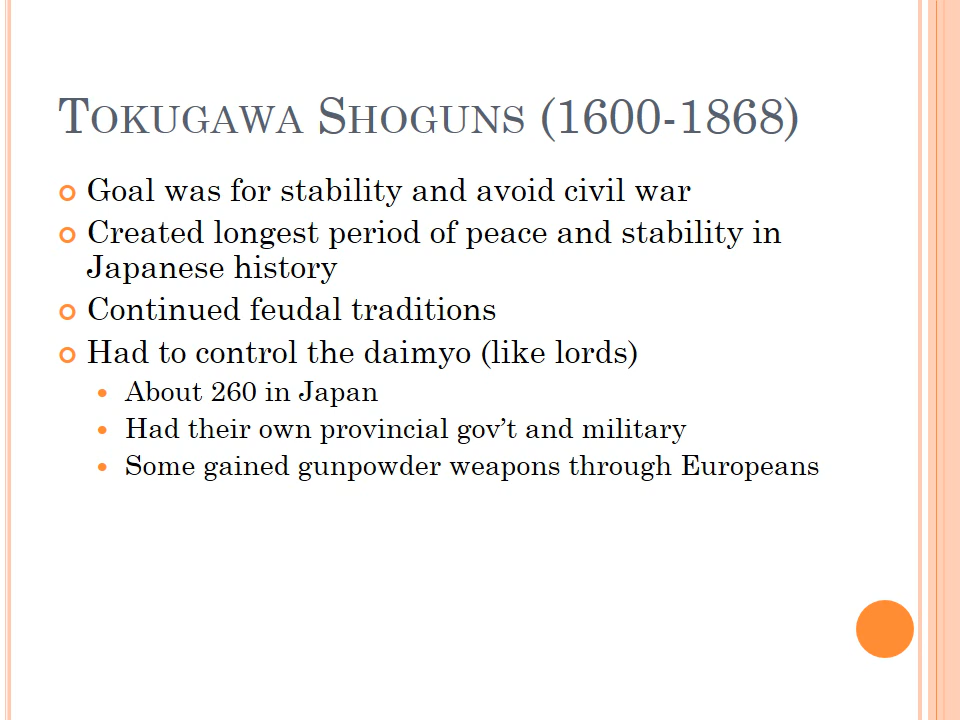 Tokugawa Shoguns (1600-1868)
Goal was for stability and avoid civil war
Created longest period of peace and stability in
Japanese history
Continued feudal traditions
Had to control the daimyo (like lords)
About 260 in Japan
Had their own provincial gov't and military
Some gained gunpowder weapons through Europeans